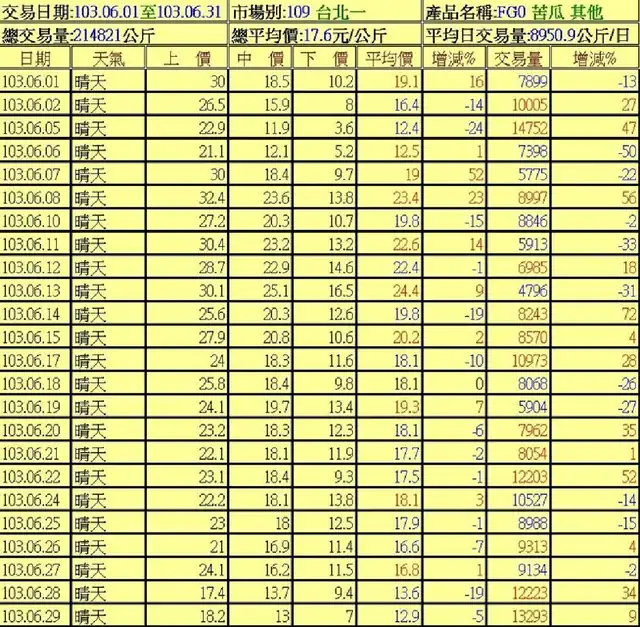 交易日期:103.06.01至103.06.31 市場別:109 台北一 產品名稱:FG0 苦瓜 其他
總交易量:214821公斤 總平均價:17.6元/公斤 平均日交易量:8950.9公斤/日
日期 天氣 上 價 中 價 下 價 平均價 增減% 交易量 增減%
103.06.01 晴天 30 18.5 10.2 19.1 16 7899 -13
103.06.02 晴天 26.5 15.9 8 16.4 -14 10005 27
103.06.05 晴天 22.9 11.9 3.6 12.4 -24 14752 47
103.06.06 晴天 21.1 12.1 5.2 12.5 1 7398 -50
103.06.07 晴天 30 18.4 9.7 19 52 5775 -22
103.06.08 晴天 32.4 23.6 13.8 23.4 23 8997 56
103.06.10 晴天 27.2 20.3 10.7 19.8 -15 8846 -2
103.06.11 晴天 30.4 23.2 13.2 22.6 14 5913 -33
103.06.12 晴天 28.7 22.9 14.6 22.4 -1 6985 18
103.06.13 晴天 30.1 25.1 16.5 24.4 9 4796 -31
103.06.14 晴天 25.6 20.3 12.6 19.8 -19 8243 72
103.06.15 晴天 27.9 20.8 10.6 20.2 2 8570 4
103.06.17 晴天 24 18.3 11.6 18.1 -10 10973 28
103.06.18 晴天 25.8 18.4 9.8 18.1 0 8068 -26
103.06.19 晴天 24.1 19.7 13.4 19.3 7 5904 -27
103.06.20 晴天 23.2 18.3 12.3 18.1 -6 7962 35
103.06.21 晴天 22.1 18.1 11.9 17.7 -2 8054 1
103.06.22 晴天 23.1 18.4 9.3 17.5 -1 12203 52
103.06.24 晴天 22.2 18.1 13.8 18.1 3 10527 -14
103.06.25 晴天 23 18 12.5 17.9 -1 8988 -15
103.06.26 晴天 21 16.9 11.4 16.6 -7 9313 4
103.06.27 晴天 24.1 16.2 11.5 16.8 1 9134 -2
103.06.28 晴天 17.4 13.7 9.4 13.6 -19 12223 34
103.06.29 晴天 18.2 13 7 12.9 -5 13293 9